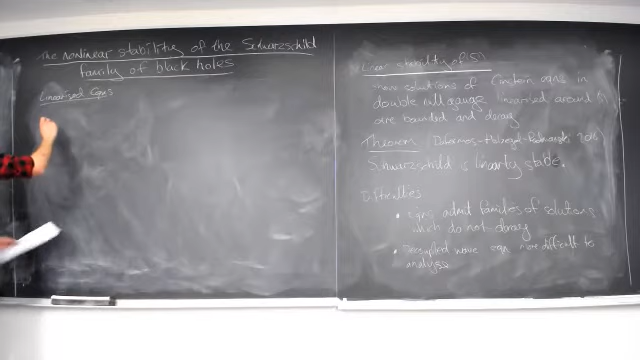 The nonlinear stability of the Schwarzschild
family of black holes
Linearised Eqns
Linear stability of (S)
solutions of Einstein eqns in
double null gauge linearised around
are bounded and decay
Theorem (Dafermos-Holzegel-Rodnianski
Schwarzschild is linearly stable.
Difficulties
• eqns admit families of solutions
which do not decay
• Decoupled wave eqn more difficult to
analyse